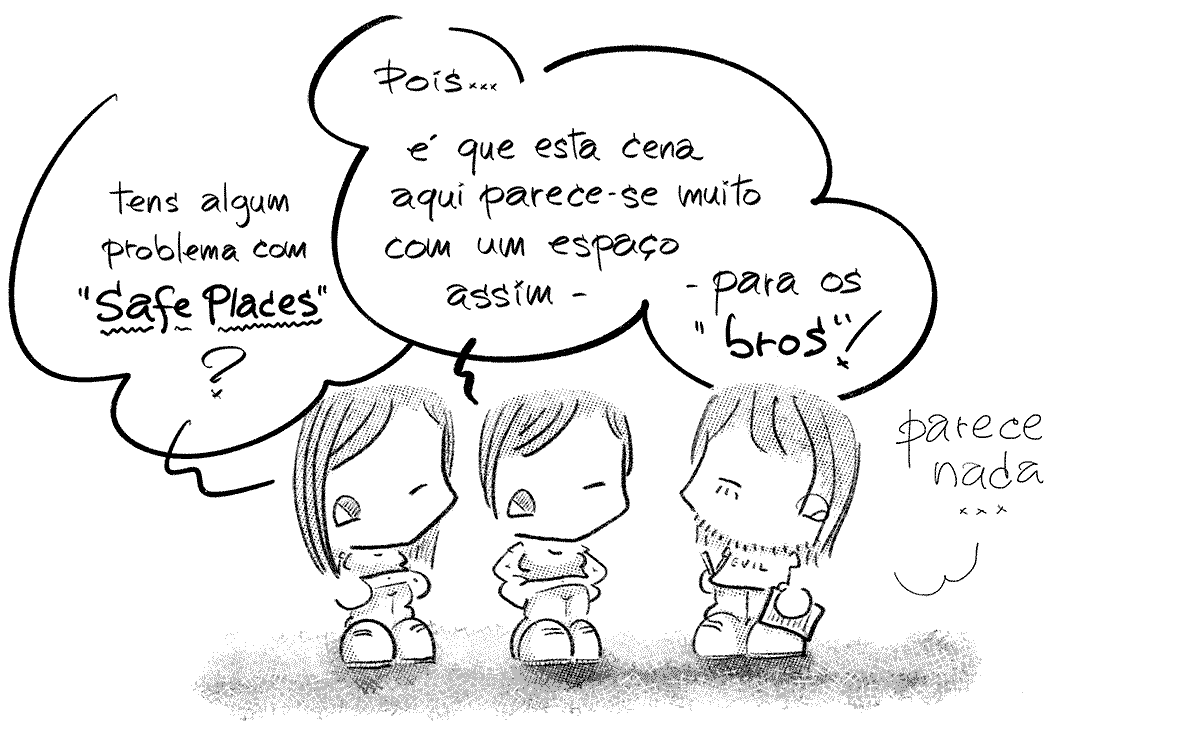 tens algum
problema com
"Safe Places"
?
Pois...
é que esta cena
aqui parece-se muito
com um espaço
assim -
- para os
"bros"!
parece
nada
...
EVIL